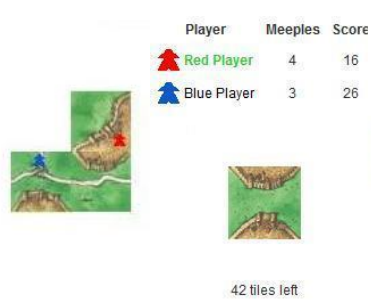 Player Meeples Score
Red Player 4 16
Blue Player 3 26
42 tiles left